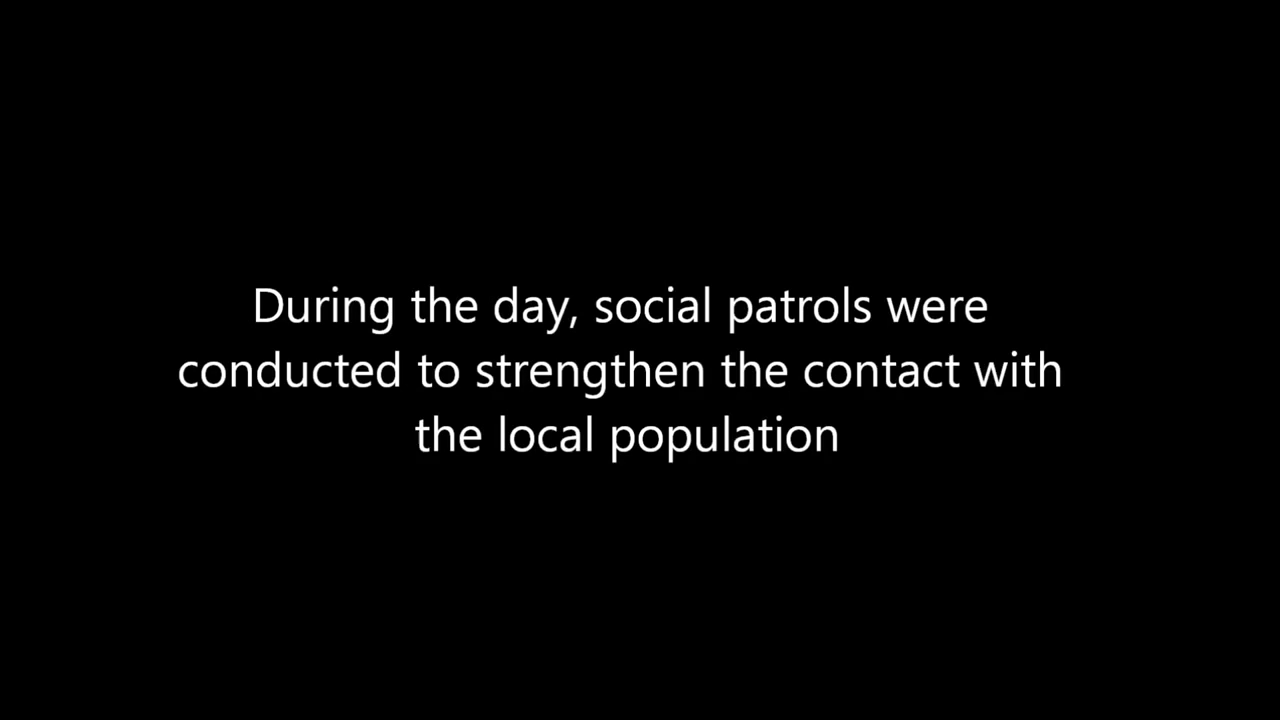 During the day, social patrols were
conducted to strengthen the contact with
the local population